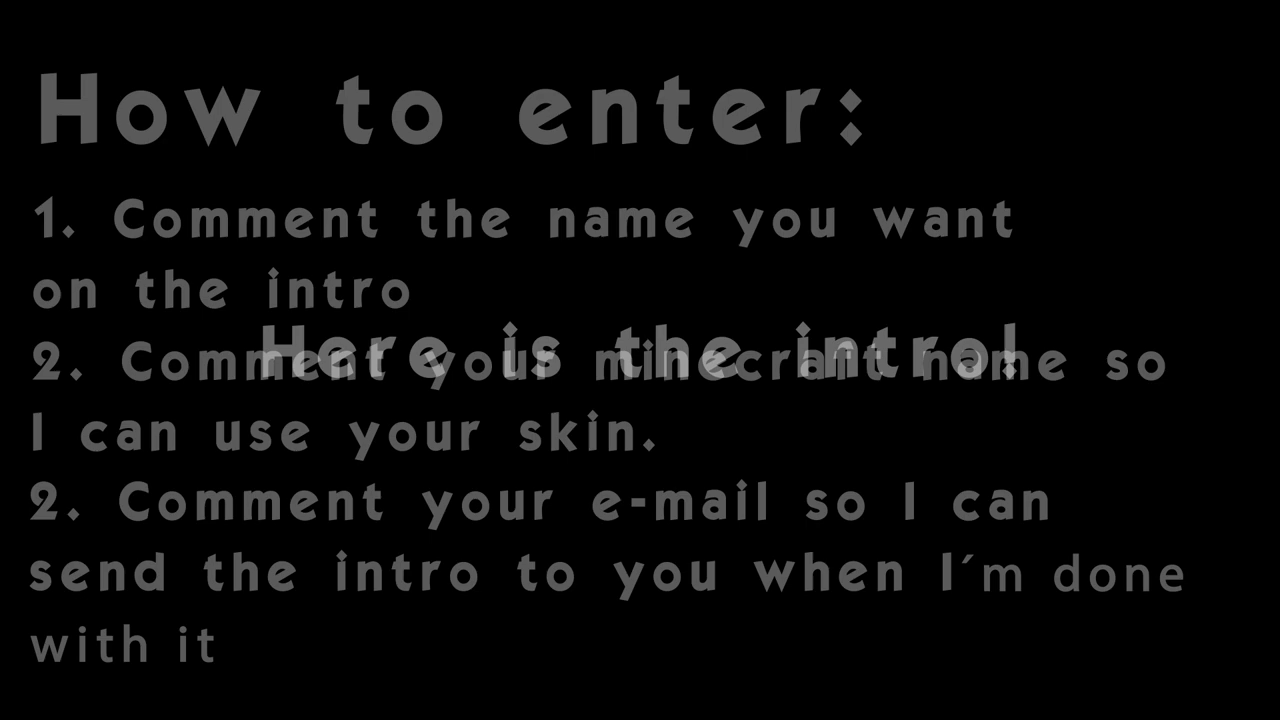 How to enter:
1. Comment the name you want
on the intro
Here is the intro!
2. Comment your minecraft name so
I can use your skin.
2. Comment your e-mail so I can
send the intro to you when I´m done
with it